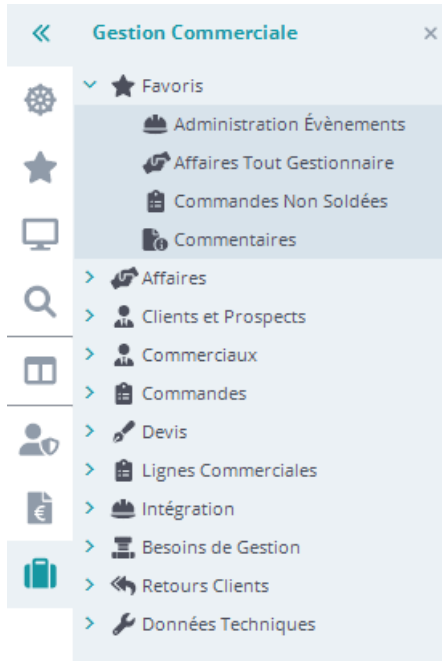 Gestion Commerciale
Favoris
Administration Évènements
Affaires Tout Gestionnaire
Commandes Non Soldées
Commentaires
Affaires
Clients et Prospects
Commerciaux
Commandes
Devis
Lignes Commerciales
Intégration
Besoins de Gestion
Retours Clients
Données Techniques